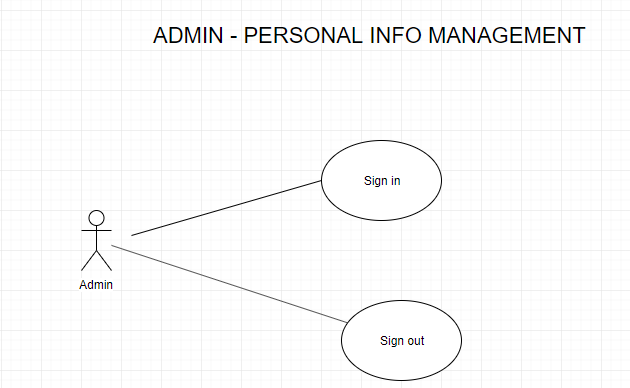 ADMIN - PERSONAL INFO MANAGEMENT
Sign in
Admin
Sign out